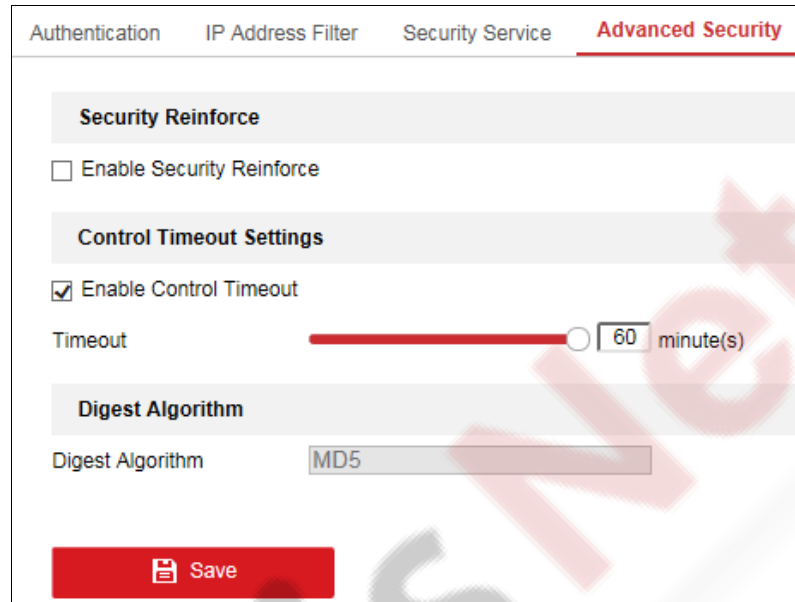 Authentication IP Address Filter Security Service Advanced Security
Security Reinforce
Enable Security Reinforce
Control Timeout Settings
Enable Control Timeout
Timeout 60 minute(s)
Digest Algorithm
Digest Algorithm MD5
Save